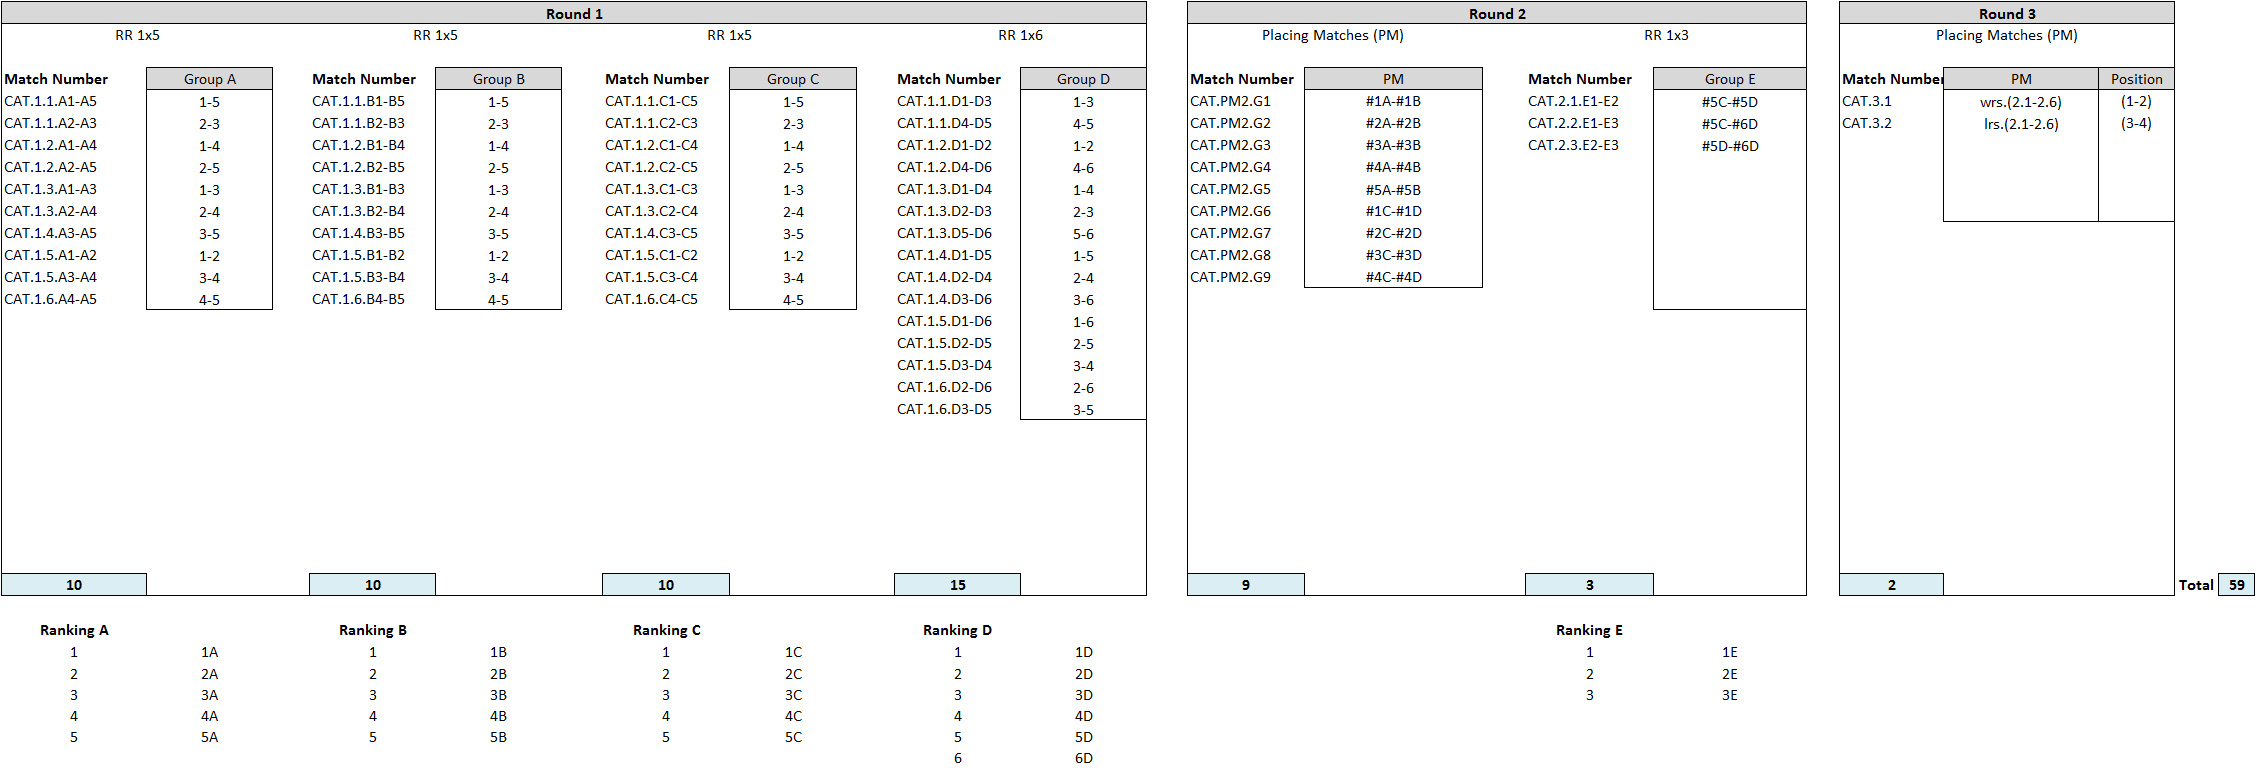 Round 1 Round 2 Round 3
RR 1x5 RR 1x5 RR 1x5 RR 1x6 Placing Matches (PM) RR 1x3 Placing Matches (PM)
Match Number Group A Match Number Group B Match Number Group C Match Number Group D Match Number PM Match Number Group E Match Number PM Position
CAT.1.1.A1-A5 1-5 CAT.1.1.B1-B5 1-5 CAT.1.1.C1-C5 1-5 CAT.1.1.D1-D3 1-3 CAT.PM2.G1 #1A-#1B CAT.2.1.E1-E2 #5C-#5D CAT.3.1 wrs.(2.1-2.6) (1-2)
CAT.1.1.A2-A3 2-3 CAT.1.1.B2-B3 2-3 CAT.1.1.C2-C3 2-3 CAT.1.1.D4-D5 4-5 CAT.PM2.G2 #2A-#2B CAT.2.2.E1-E3 #5C-#6D CAT.3.2 lrs.(2.1-2.6) (3-4)
CAT.1.2.A1-A4 1-4 CAT.1.2.B1-B4 1-4 CAT.1.2.C1-C4 1-4 CAT.1.2.D1-D2 1-2 CAT.PM2.G3 #3A-#3B CAT.2.3.E2-E3 #5D-#6D
CAT.1.2.A2-A5 2-5 CAT.1.2.B2-B5 2-5 CAT.1.2.C2-C5 2-5 CAT.1.2.D4-D6 4-6 CAT.PM2.G4 #4A-#4B
CAT.1.3.A1-A3 1-3 CAT.1.3.B1-B3 1-3 CAT.1.3.C1-C3 1-3 CAT.1.3.D1-D4 1-4 CAT.PM2.G5 #5A-#5B
CAT.1.3.A2-A4 2-4 CAT.1.3.B2-B4 2-4 CAT.1.3.C2-C4 2-4 CAT.1.3.D2-D3 2-3 CAT.PM2.G6 #1C-#1D
CAT.1.4.A3-A5 3-5 CAT.1.4.B3-B5 3-5 CAT.1.4.C3-C5 3-5 CAT.1.3.D5-D6 5-6 CAT.PM2.G7 #2C-#2D
CAT.1.5.A1-A2 1-2 CAT.1.5.B1-B2 1-2 CAT.1.5.C1-C2 1-2 CAT.1.4.D1-D5 1-5 CAT.PM2.G8 #3C-#3D
CAT.1.5.A3-A4 3-4 CAT.1.5.B3-B4 3-4 CAT.1.5.C3-C4 3-4 CAT.1.4.D2-D4 2-4 CAT.PM2.G9 #4C-#4D
CAT.1.6.A4-A5 4-5 CAT.1.6.B4-B5 4-5 CAT.1.6.C4-C5 4-5 CAT.1.4.D3-D6 3-6
CAT.1.5.D1-D6 1-6
CAT.1.5.D2-D5 2-5
CAT.1.5.D3-D4 3-4
CAT.1.6.D2-D6 2-6
CAT.1.6.D3-D5 3-5
10 10 10 15 9 3 2 Total 59
Ranking A Ranking B Ranking C Ranking D Ranking E
1 1A 1 1B 1 1C 1 1D 1 1E
2 2A 2 2B 2 2C 2 2D 2 2E
3 3A 3 3B 3 3C 3 3D 3 3E
4 4A 4 4B 4 4C 4 4D
5 5A 5 5B 5 5C 5 5D
6 6D